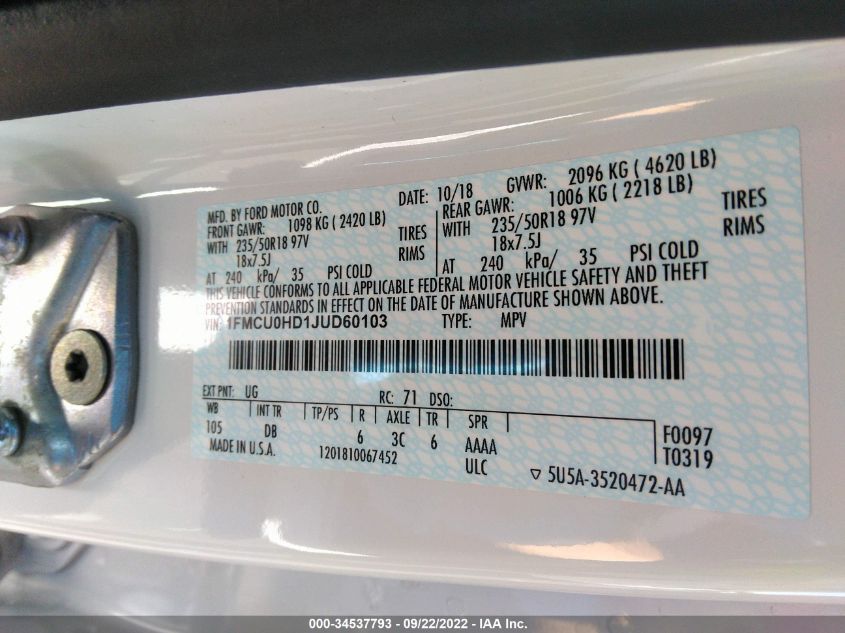 MFD. BY FORD MOTOR CO. DATE: 10/18 GVWR: 2096 KG ( 4620 LB)
FRONT GAWR: 1098 KG ( 2420 LB) REAR GAWR: 1006 KG ( 2218 LB)
WITH 235/50R18 97V TIRES WITH 235/50R18 97V TIRES
18x7.5J RIMS 18x7.5J RIMS
AT 240 kPa/ 35 PSI COLD AT 240 kPa/ 35 PSI COLD
THIS VEHICLE CONFORMS TO ALL APPLICABLE FEDERAL MOTOR VEHICLE SAFETY AND THEFT
PREVENTION STANDARDS IN EFFECT ON THE DATE OF MANUFACTURE SHOWN ABOVE.
VIN: 1FMCU0HD1JUD60103 TYPE: MPV
EXT PNT: UG RC: 71 DSO:
WB INT TR TP/PS R AXLE TR SPR
105 DB 6 3C 6 AAAA F0097
MADE IN U.S.A. 1201810067452 ULC T0319
▽ 5U5A-3520472-AA
000-34537793 - 09/22/2022 - IAA Inc.